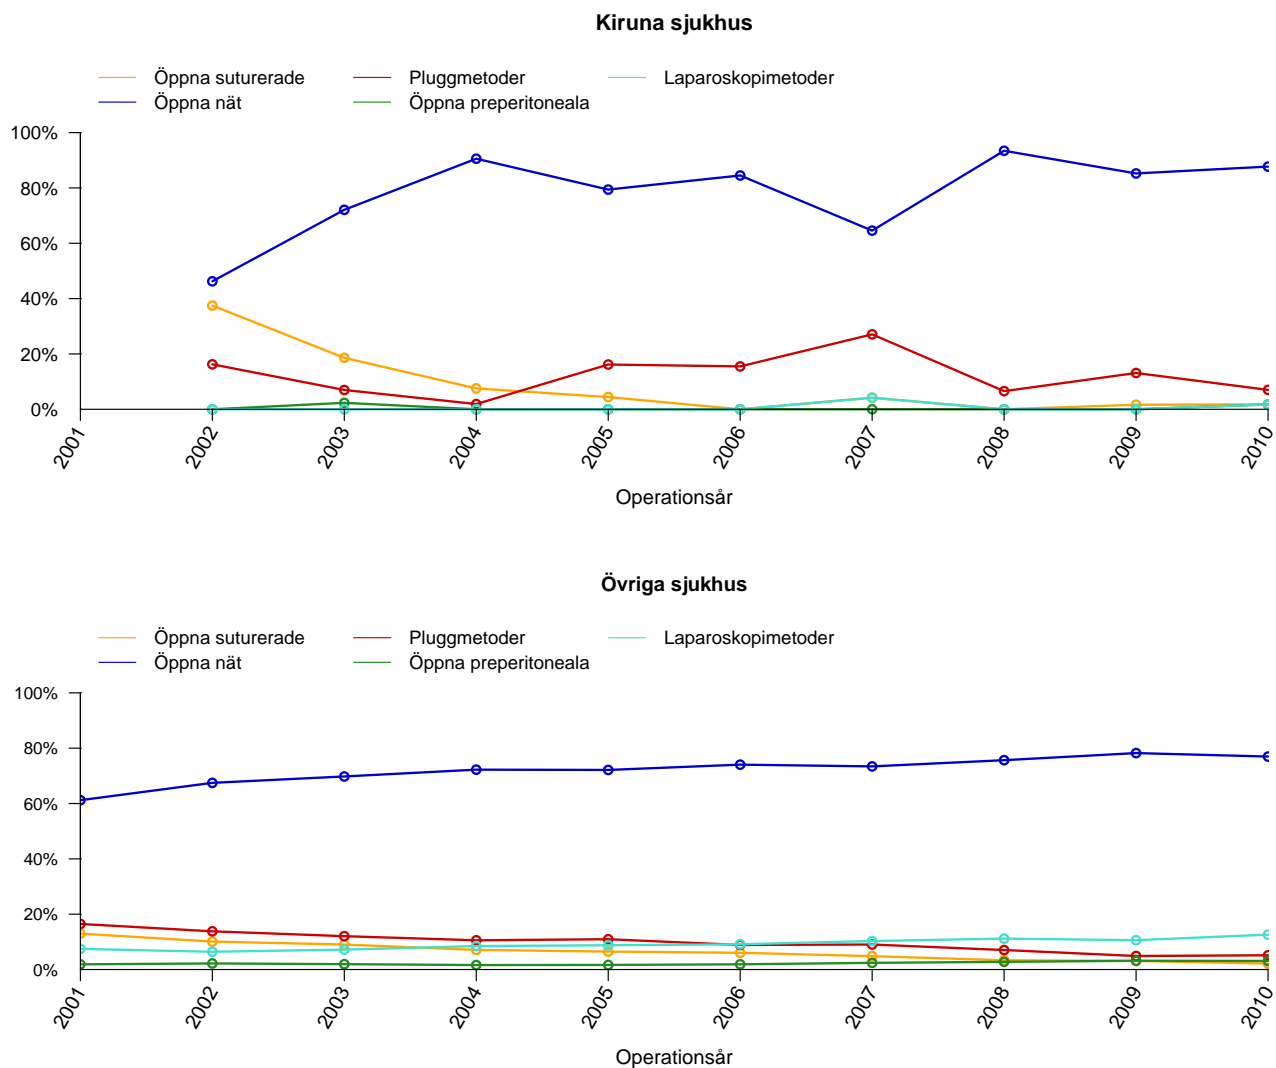 Kiruna sjukhus
Öppna suturerade Pluggmetoder Laparoskopimetoder
Öppna nät Öppna preperitoneala
100%
80%
60%
40%
20%
0%
2001 2002 2003 2004 2005 2006 2007 2008 2009 2010
Operationsår
Övriga sjukhus
Öppna suturerade Pluggmetoder Laparoskopimetoder
Öppna nät Öppna preperitoneala
100%
80%
60%
40%
20%
0%
2001 2002 2003 2004 2005 2006 2007 2008 2009 2010
Operationsår